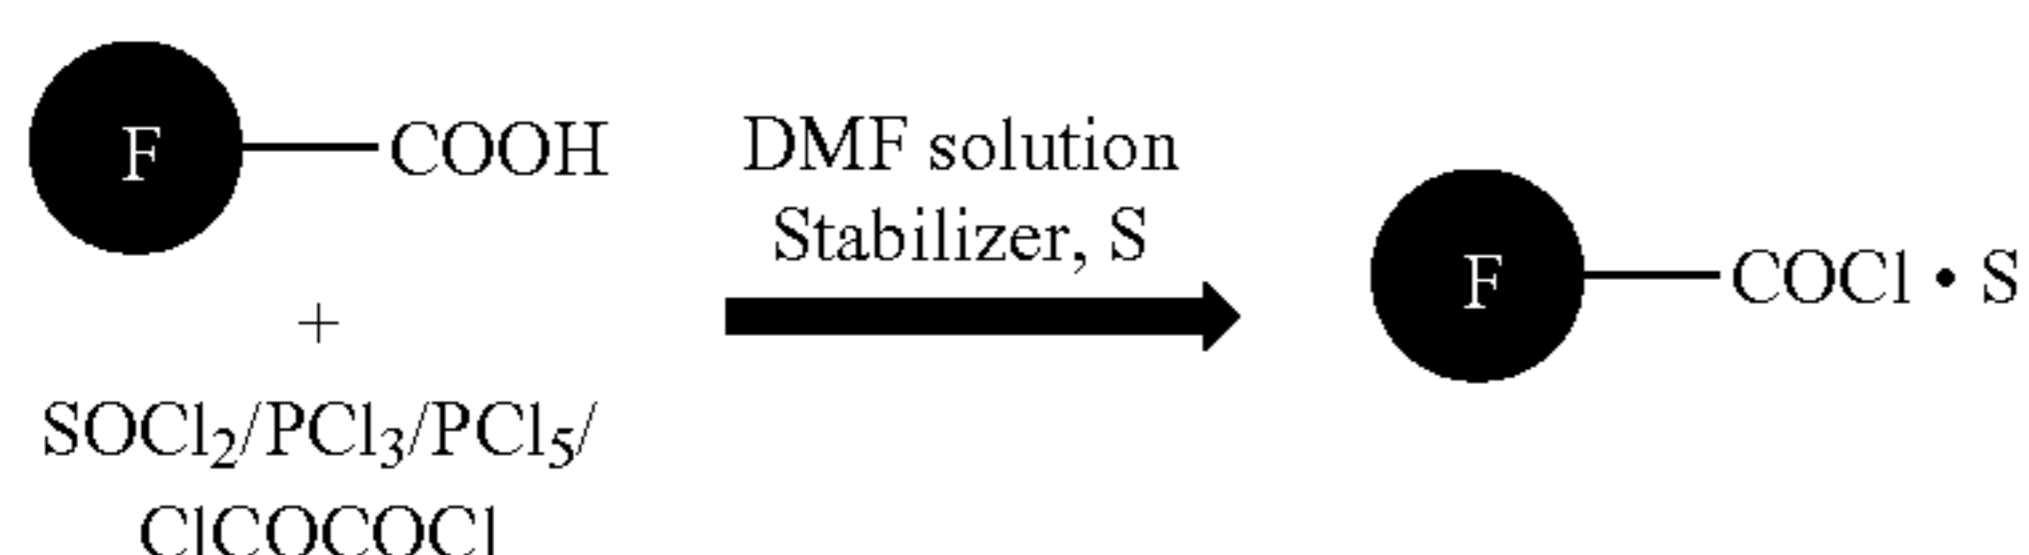 F—COOH
+
SOCl₂/PCl₃/PCl₅/
ClCOCOCl
DMF solution
Stabilizer, S
F—COCl • S